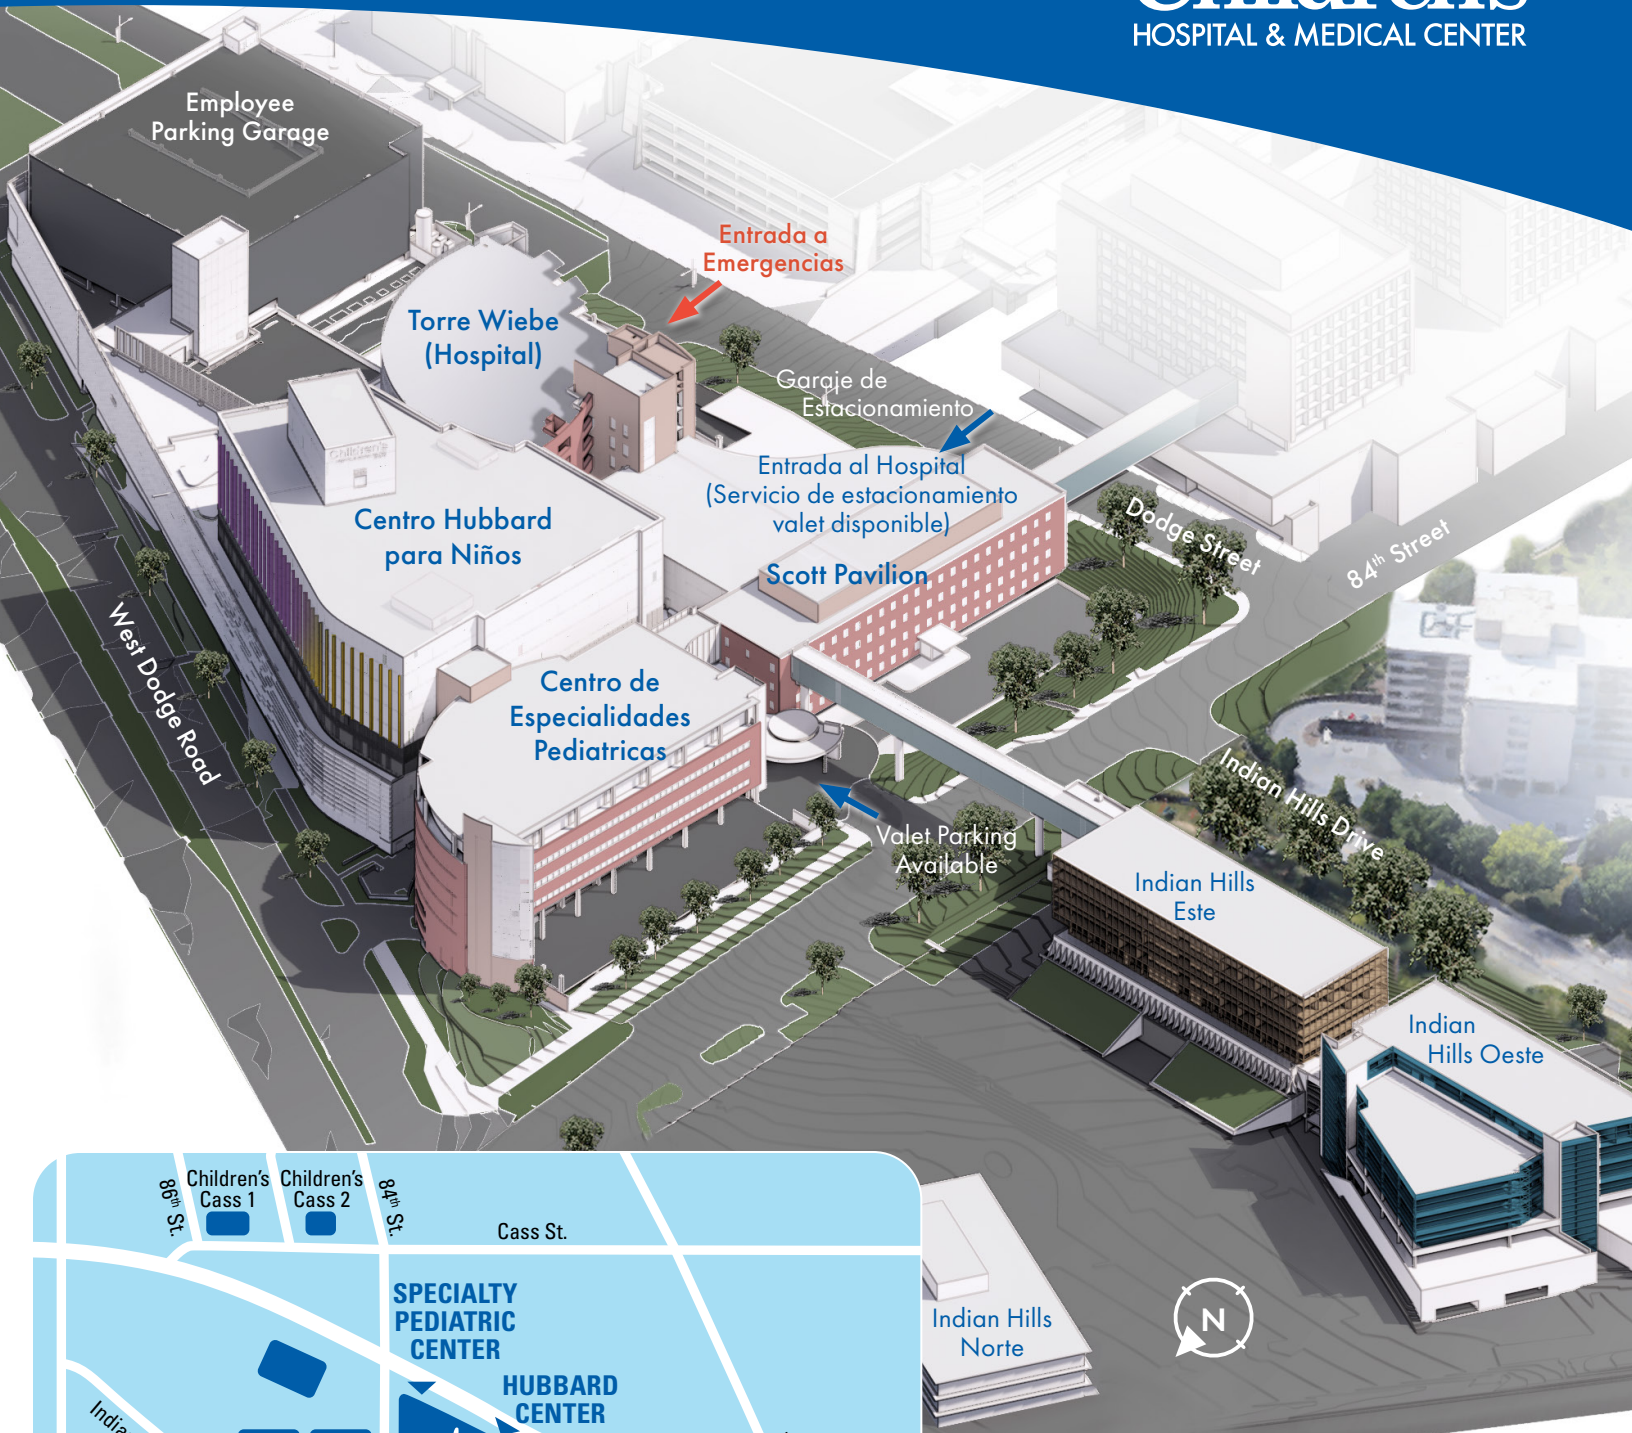 Children's
HOSPITAL & MEDICAL CENTER
Employee
Parking Garage
Entrada a
Emergencias
Torre Wiebe
(Hospital)
Garaje de
Estacionamiento
Entrada al Hospital
(Servicio de estacionamiento
valet disponible)
Children's
Centro Hubbard
para Niños
Scott Pavilion
Dodge Street
84th Street
West Dodge Road
Centro de
Especialidades
Pediatricas
Indian Hills Drive
Valet Parking
Available
Indian Hills
Este
Indian
Hills Oeste
Indian Hills
Norte
N
86th St.
Children's
Cass 1
Children's
Cass 2
84th St.
Cass St.
SPECIALTY
PEDIATRIC
CENTER
HUBBARD
CENTER